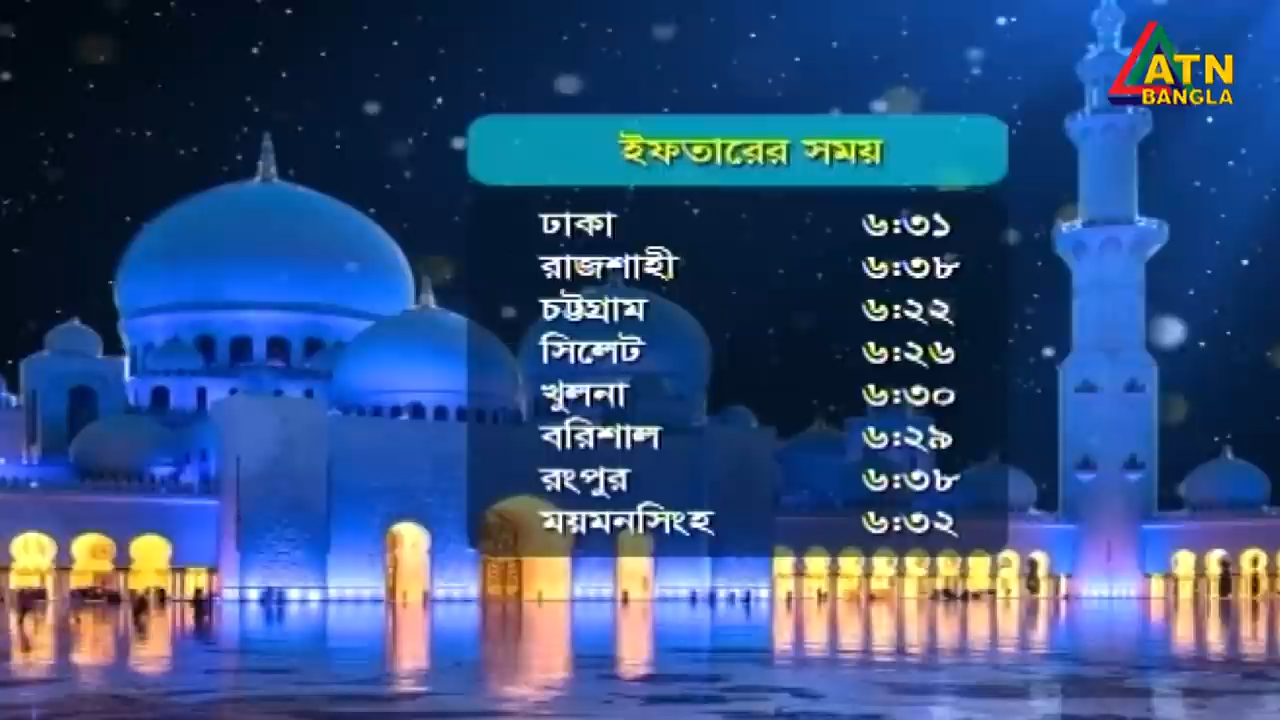 ATN
BANGLA
ইফতারের সময়
ঢাকা ৬:৩১
রাজশাহী ৬:৩৮
চট্টগ্রাম ৬:২২
সিলেট ৬:২৬
খুলনা ৬:৩০
বরিশাল ৬:২৯
রংপুর ৬:৩৮
ময়মনসিংহ ৬:৩২